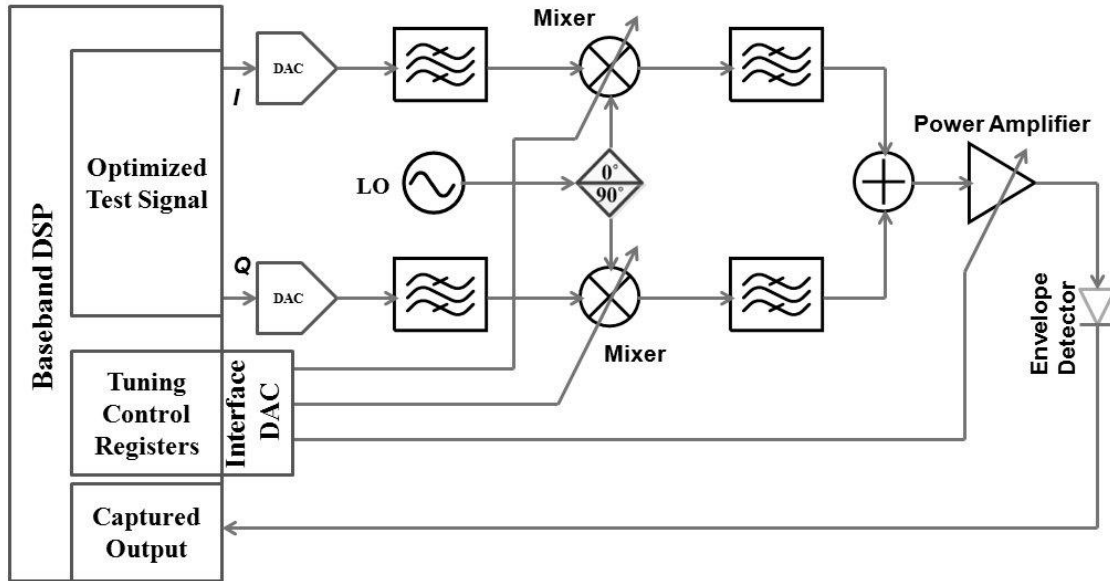 Baseband DSP
Optimized
Test Signal
I
Q
DAC
DAC
Mixer
LO
0°
90°
Mixer
Power Amplifier
Envelope
Detector
Tuning
Control
Registers
Interface
DAC
Captured
Output